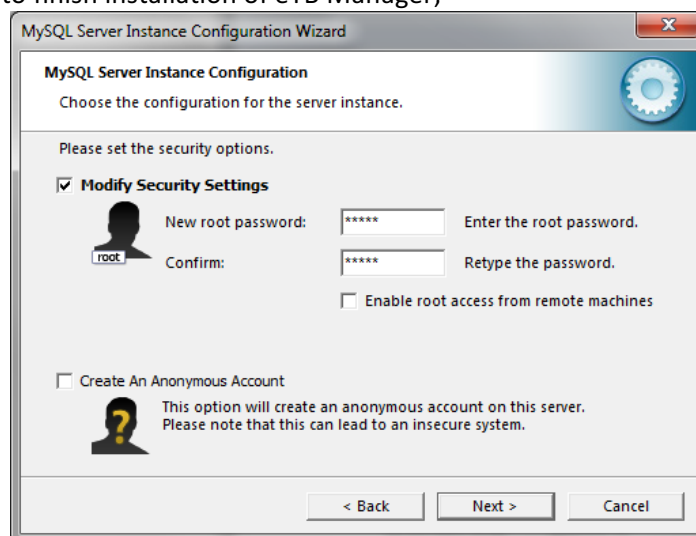 to finish installation of eTD Manager,
MySQL Server Instance Configuration Wizard
MySQL Server Instance Configuration
Choose the configuration for the server instance.
Please set the security options.
Modify Security Settings
New root password: ***** Enter the root password.
root
Confirm: ***** Retype the password.
Enable root access from remote machines
Create An Anonymous Account
This option will create an anonymous account on this server.
Please note that this can lead to an insecure system.
< Back Next > Cancel